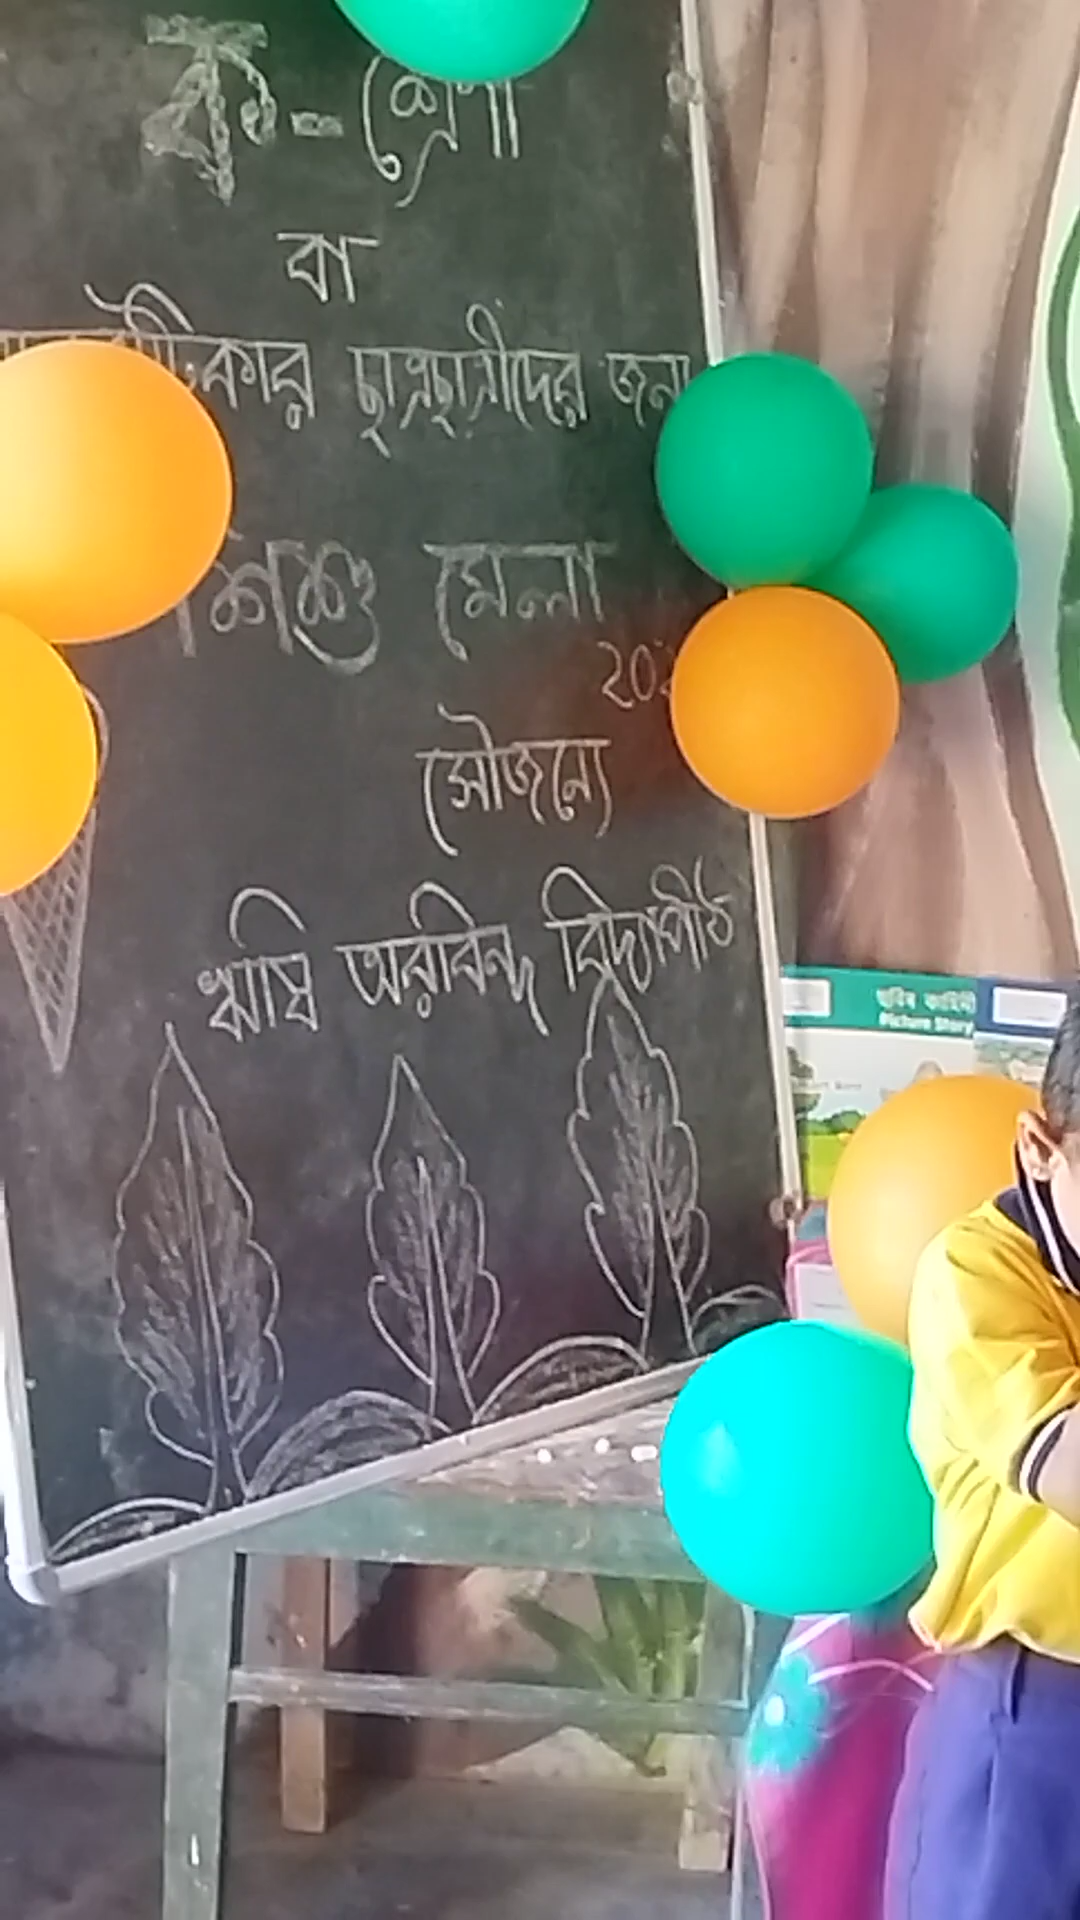 ক-শ্রেণী
বা
ছাত্রছাত্রীদের জন্য
শিশু মেলা
সৌজন্যে
ঋষি অরবিন্দ বিদ্যাপীঠ
ছবির কাহিনী
Picture Story